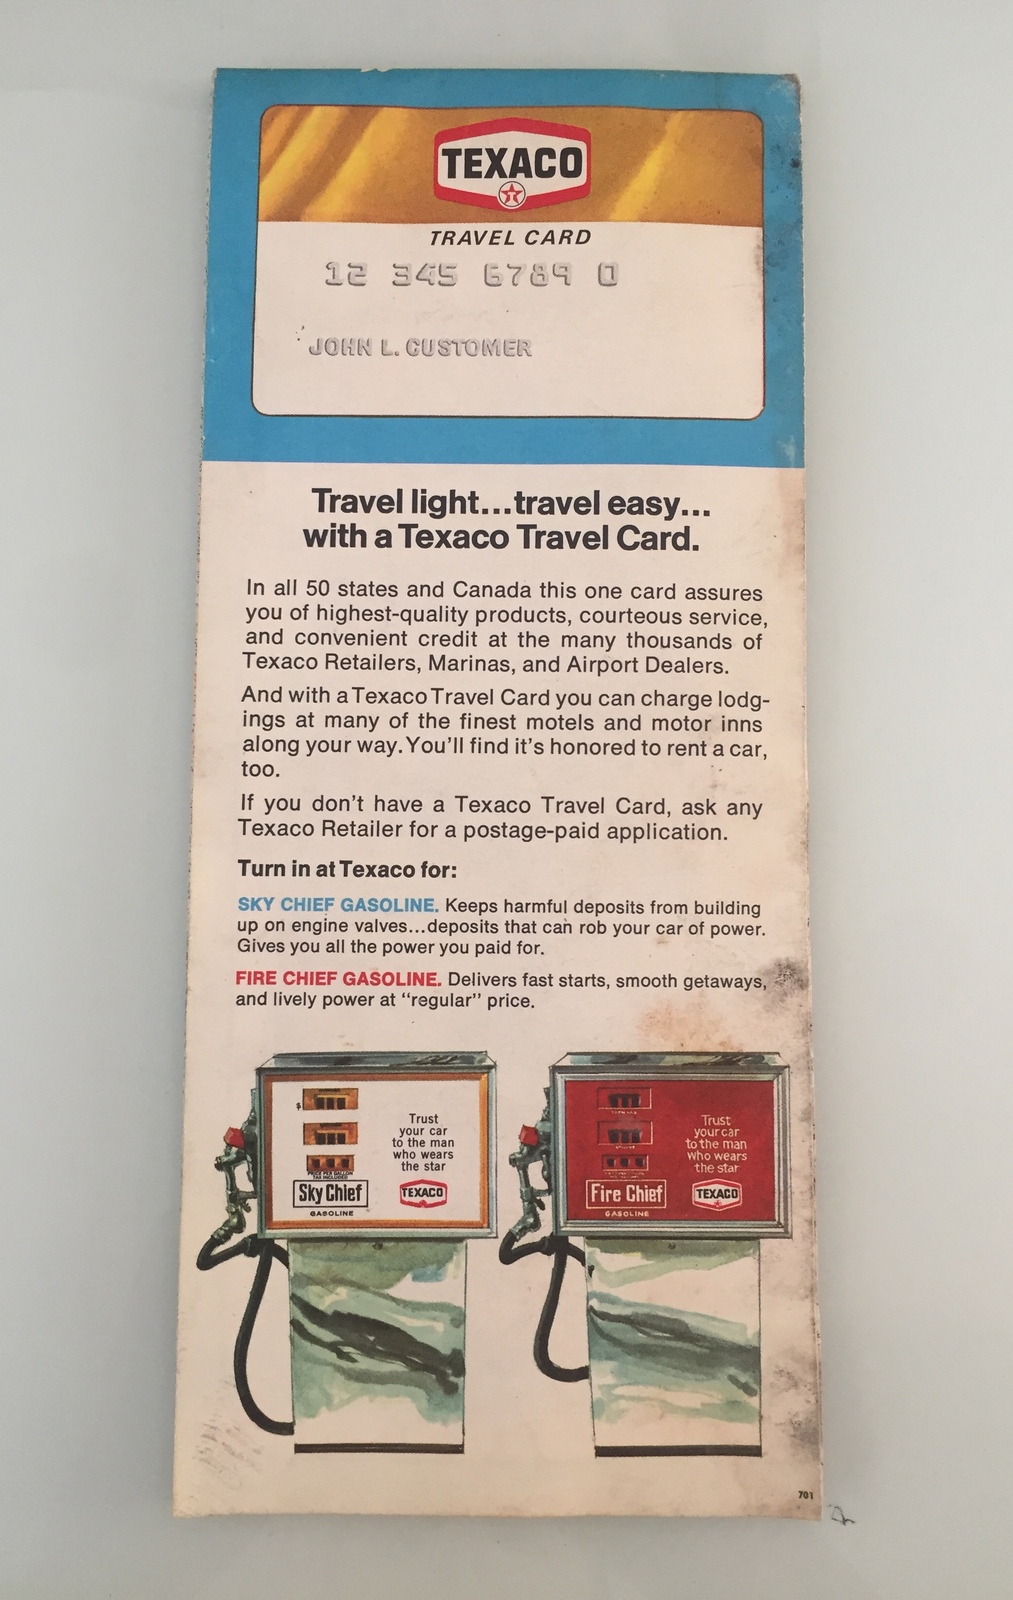 TEXACO
T
TRAVEL CARD
12 345 6789 0
JOHN L. CUSTOMER
Travel light...travel easy...
with a Texaco Travel Card.
In all 50 states and Canada this one card assures
you of highest-quality products, courteous service,
and convenient credit at the many thousands of
Texaco Retailers, Marinas, and Airport Dealers.
And with a Texaco Travel Card you can charge lodg-
ings at many of the finest motels and motor inns
along your way. You'll find it's honored to rent a car,
too.
If you don't have a Texaco Travel Card, ask any
Texaco Retailer for a postage-paid application.
Turn in at Texaco for:
SKY CHIEF GASOLINE. Keeps harmful deposits from building
up on engine valves...deposits that can rob your car of power.
Gives you all the power you paid for.
FIRE CHIEF GASOLINE. Delivers fast starts, smooth getaways,
and lively power at "regular" price.
$
PRICE PER GALLON
TAX INCLUDED
Sky Chief
GASOLINE
Trust
your car
to the man
who wears
the star
TEXACO
Fire Chief
GASOLINE
Trust
your car
to the man
who wears
the star
TEXACO
701